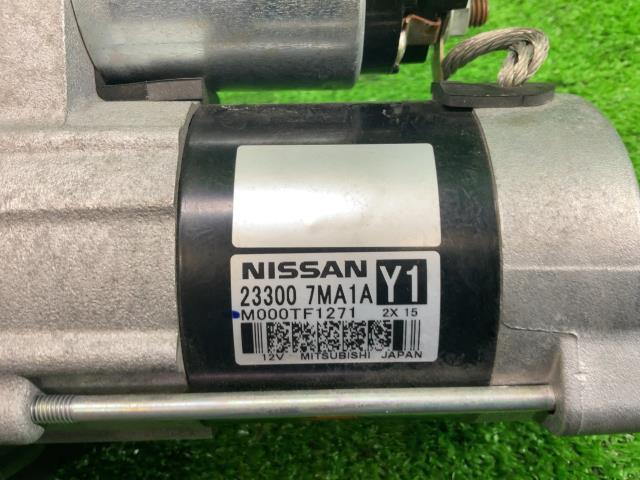 NISSAN
23300 7MA1A Y1
M000TF1271 2X 15
12V MITSUBISHI JAPAN